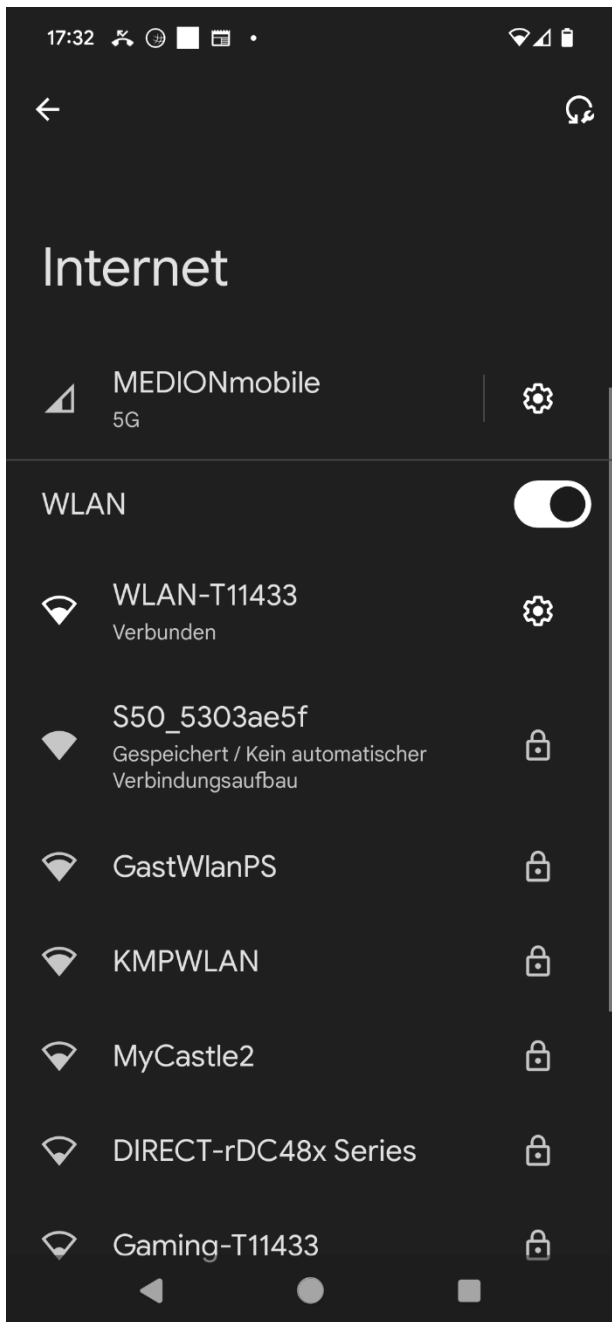 17:32
Internet
MEDIONmobile
5G
WLAN
WLAN-T11433
Verbunden
S50_5303ae5f
Gespeichert / Kein automatischer
Verbindungsaufbau
GastWlanPS
KMPWLAN
MyCastle2
DIRECT-rDC48x Series
Gaming-T11433